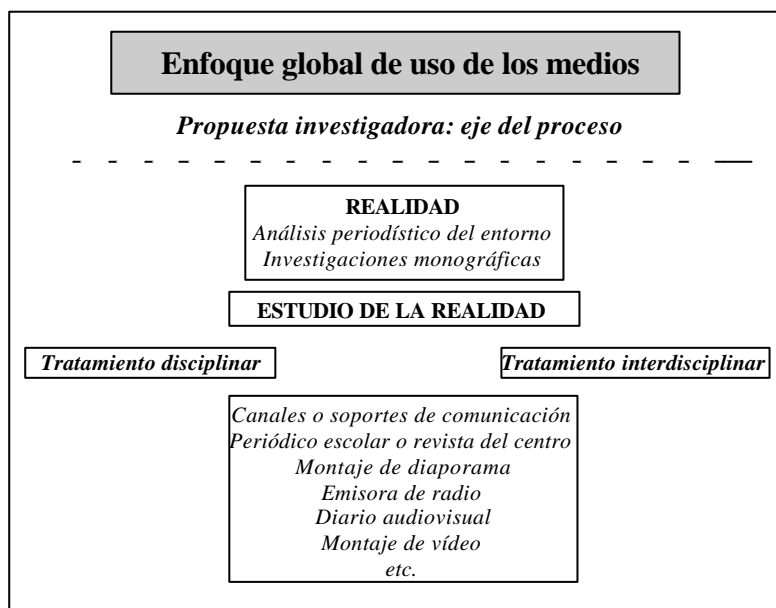 Enfoque global de uso de los medios
Propuesta investigadora: eje del proceso
REALIDAD
Análisis periodístico del entorno
Investigaciones monográficas
ESTUDIO DE LA REALIDAD
Tratamiento disciplinar
Tratamiento interdisciplinar
Canales o soportes de comunicación
Periódico escolar o revista del centro
Montaje de diaporama
Emisora de radio
Diario audiovisual
Montaje de vídeo
etc.